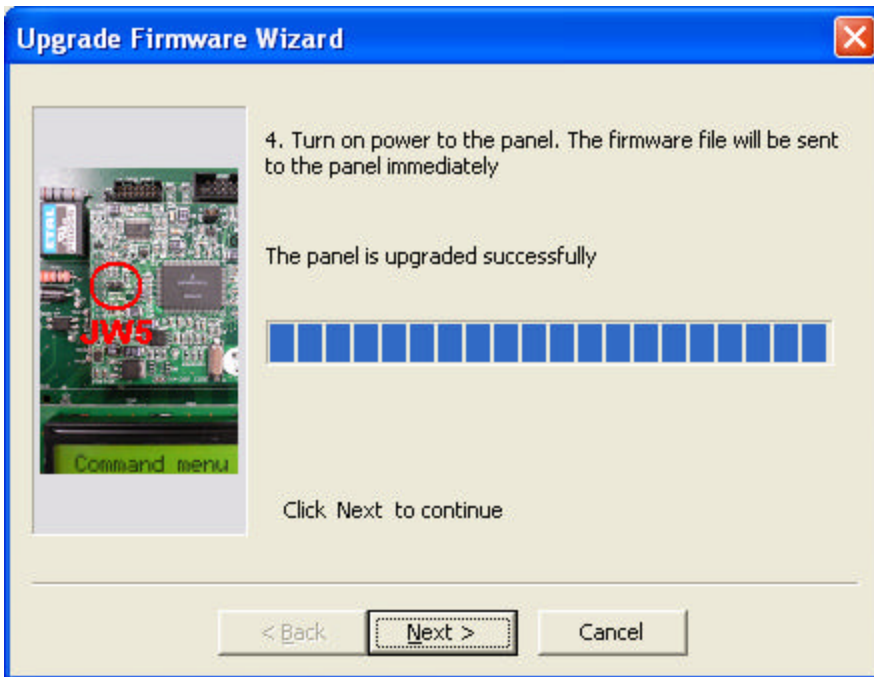 Upgrade Firmware Wizard
4. Turn on power to the panel. The firmware file will be sent
to the panel immediately
The panel is upgraded successfully
JW5
Command menu
Click Next to continue
< Back
Next >
Cancel